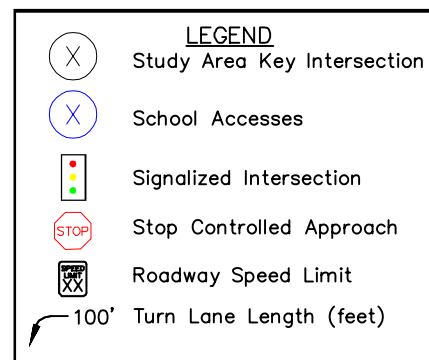 LEGEND
X Study Area Key Intersection
X School Accesses
Signalized Intersection
STOP Stop Controlled Approach
SPEED
LIMIT
XX Roadway Speed Limit
100' Turn Lane Length (feet)